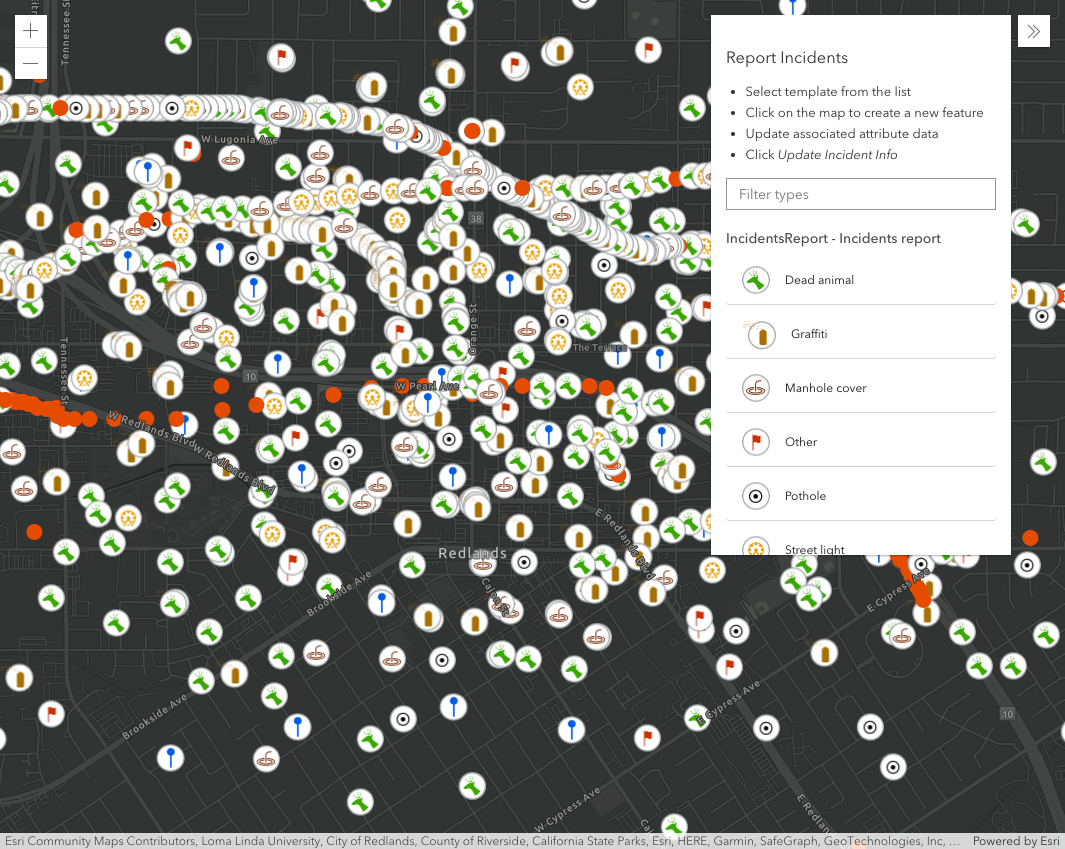 Tennessee St
W Lugonia Ave
38
Orange St
The Terrace
Tennessee St
10
W Pearl Ave
W Redlands Blvd
W Redlands Blvd
E Redlands Blvd
Redlands
Brookside Ave
Cajon St
E Cypress Ave
Brookside Ave
E Cypress Ave
10
W Cypress Ave
Report Incidents
• Select template from the list
• Click on the map to create a new feature
• Update associated attribute data
• Click Update Incident Info
Filter types
IncidentsReport - Incidents report
Dead animal
Graffiti
Manhole cover
Other
Pothole
Street light
Esri Community Maps Contributors, Loma Linda University, City of Redlands, County of Riverside, California State Parks, Esri, HERE, Garmin, SafeGraph, GeoTechnologies, Inc, …
Powered by Esri